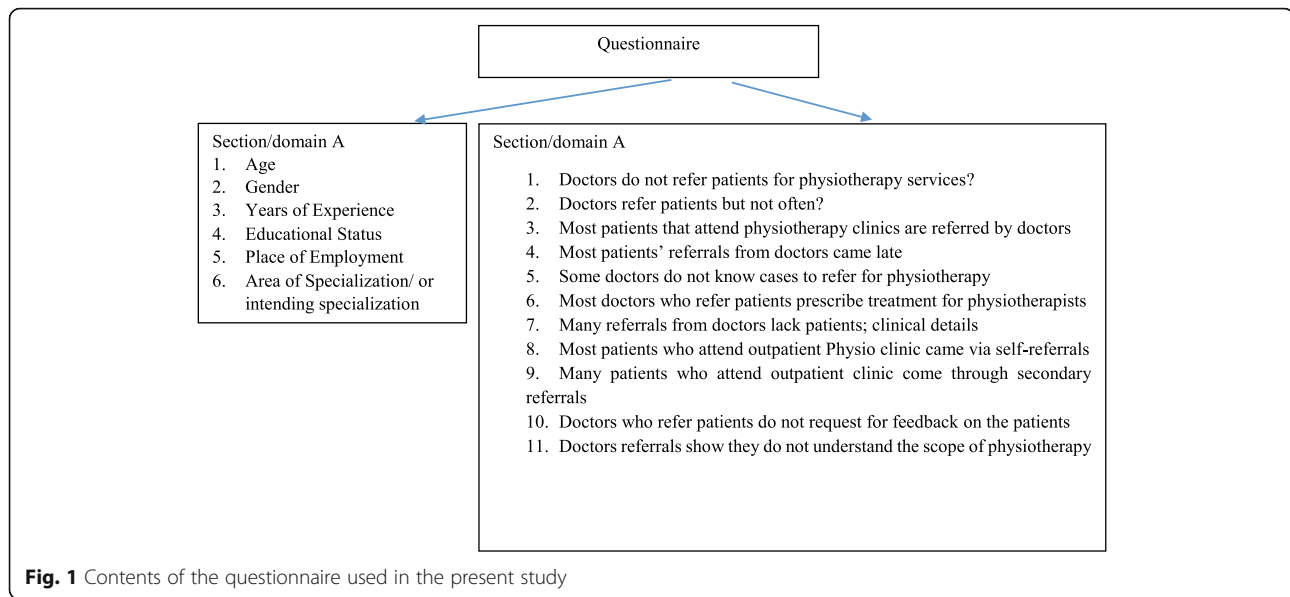 Questionnaire
Section/domain A
1. Age
2. Gender
3. Years of Experience
4. Educational Status
5. Place of Employment
6. Area of Specialization/ or
intending specialization
Section/domain A
1. Doctors do not refer patients for physiotherapy services?
2. Doctors refer patients but not often?
3. Most patients that attend physiotherapy clinics are referred by doctors
4. Most patients’ referrals from doctors came late
5. Some doctors do not know cases to refer for physiotherapy
6. Most doctors who refer patients prescribe treatment for physiotherapists
7. Many referrals from doctors lack patients; clinical details
8. Most patients who attend outpatient Physio clinic came via self-referrals
9. Many patients who attend outpatient clinic come through secondary
referrals
10. Doctors who refer patients do not request for feedback on the patients
11. Doctors referrals show they do not understand the scope of physiotherapy
Fig. 1 Contents of the questionnaire used in the present study